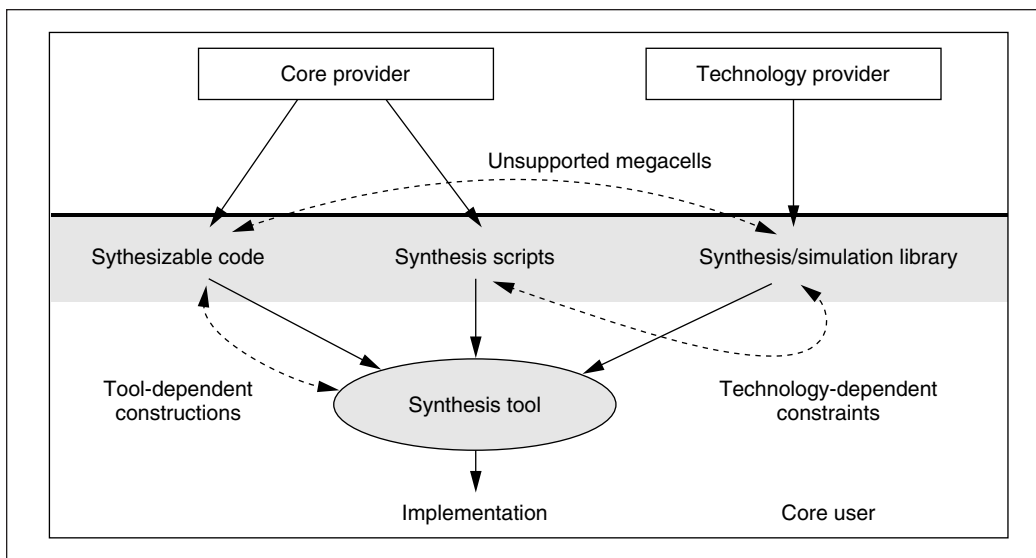 Core provider
Technology provider
Unsupported megacells
Sythesizable code
Synthesis scripts
Synthesis/simulation library
Tool-dependent
constructions
Synthesis tool
Technology-dependent
constraints
Implementation
Core user